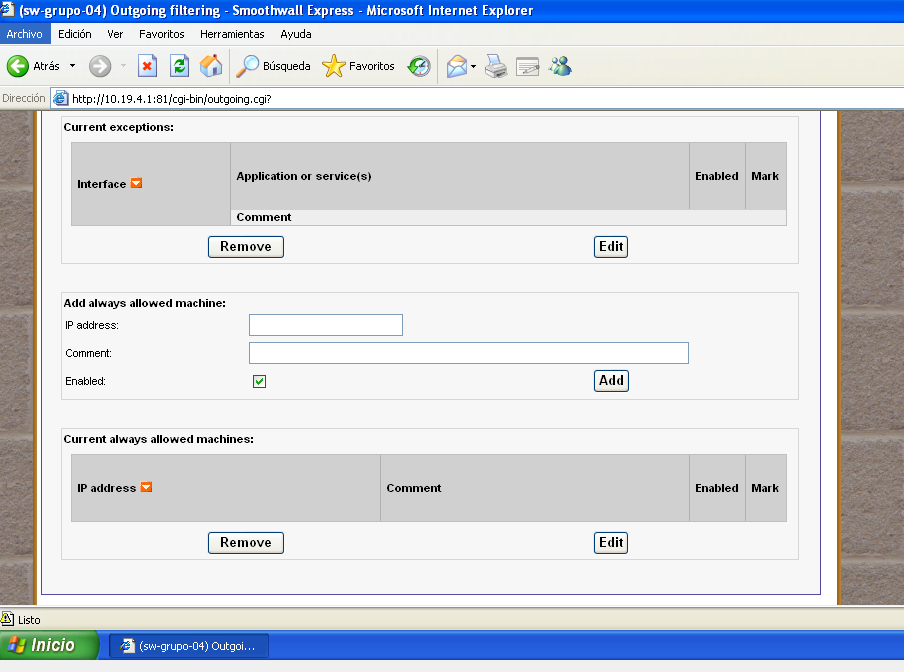 (sw-grupo-04) Outgoing filtering - Smoothwall Express - Microsoft Internet Explorer
Archivo Edición Ver Favoritos Herramientas Ayuda
Atrás Búsqueda Favoritos
Dirección http://10.19.4.1:81/cgi-bin/outgoing.cgi?
Current exceptions:
Interface Application or service(s) Enabled Mark
Comment
Remove Edit
Add always allowed machine:
IP address:
Comment:
Enabled: Add
Current always allowed machines:
IP address Comment Enabled Mark
Remove Edit
Listo
Inicio (sw-grupo-04) Outgoi...